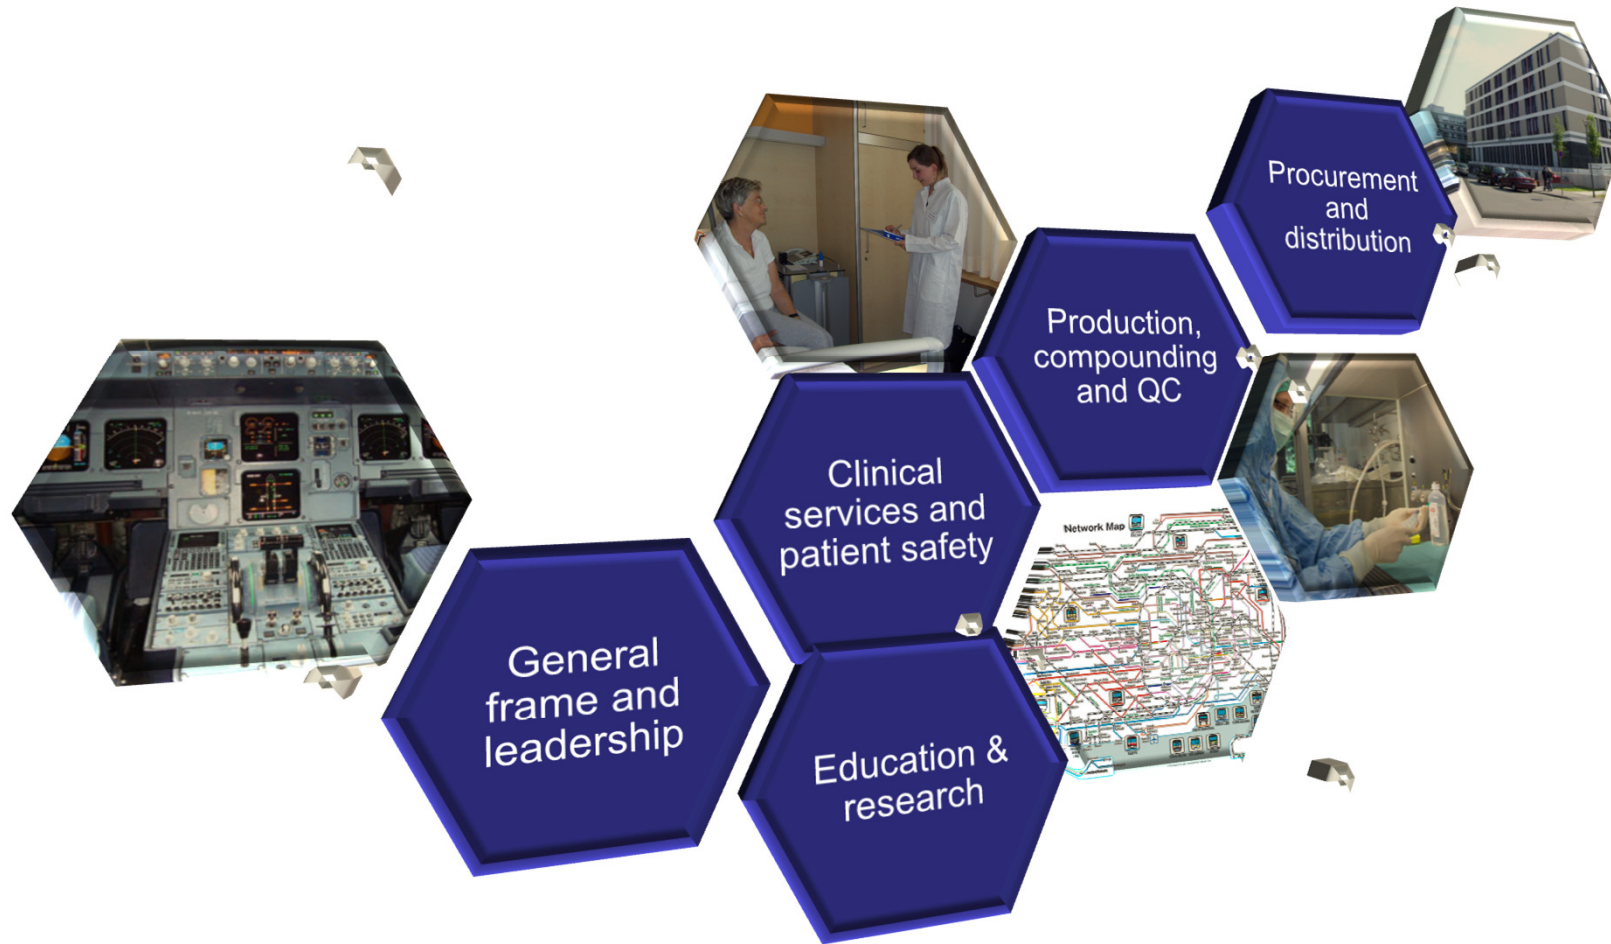 General
frame and
leadership
Clinical
services and
patient safety
Education &
research
Production,
compounding
and QC
Procurement
and
distribution
Network Map